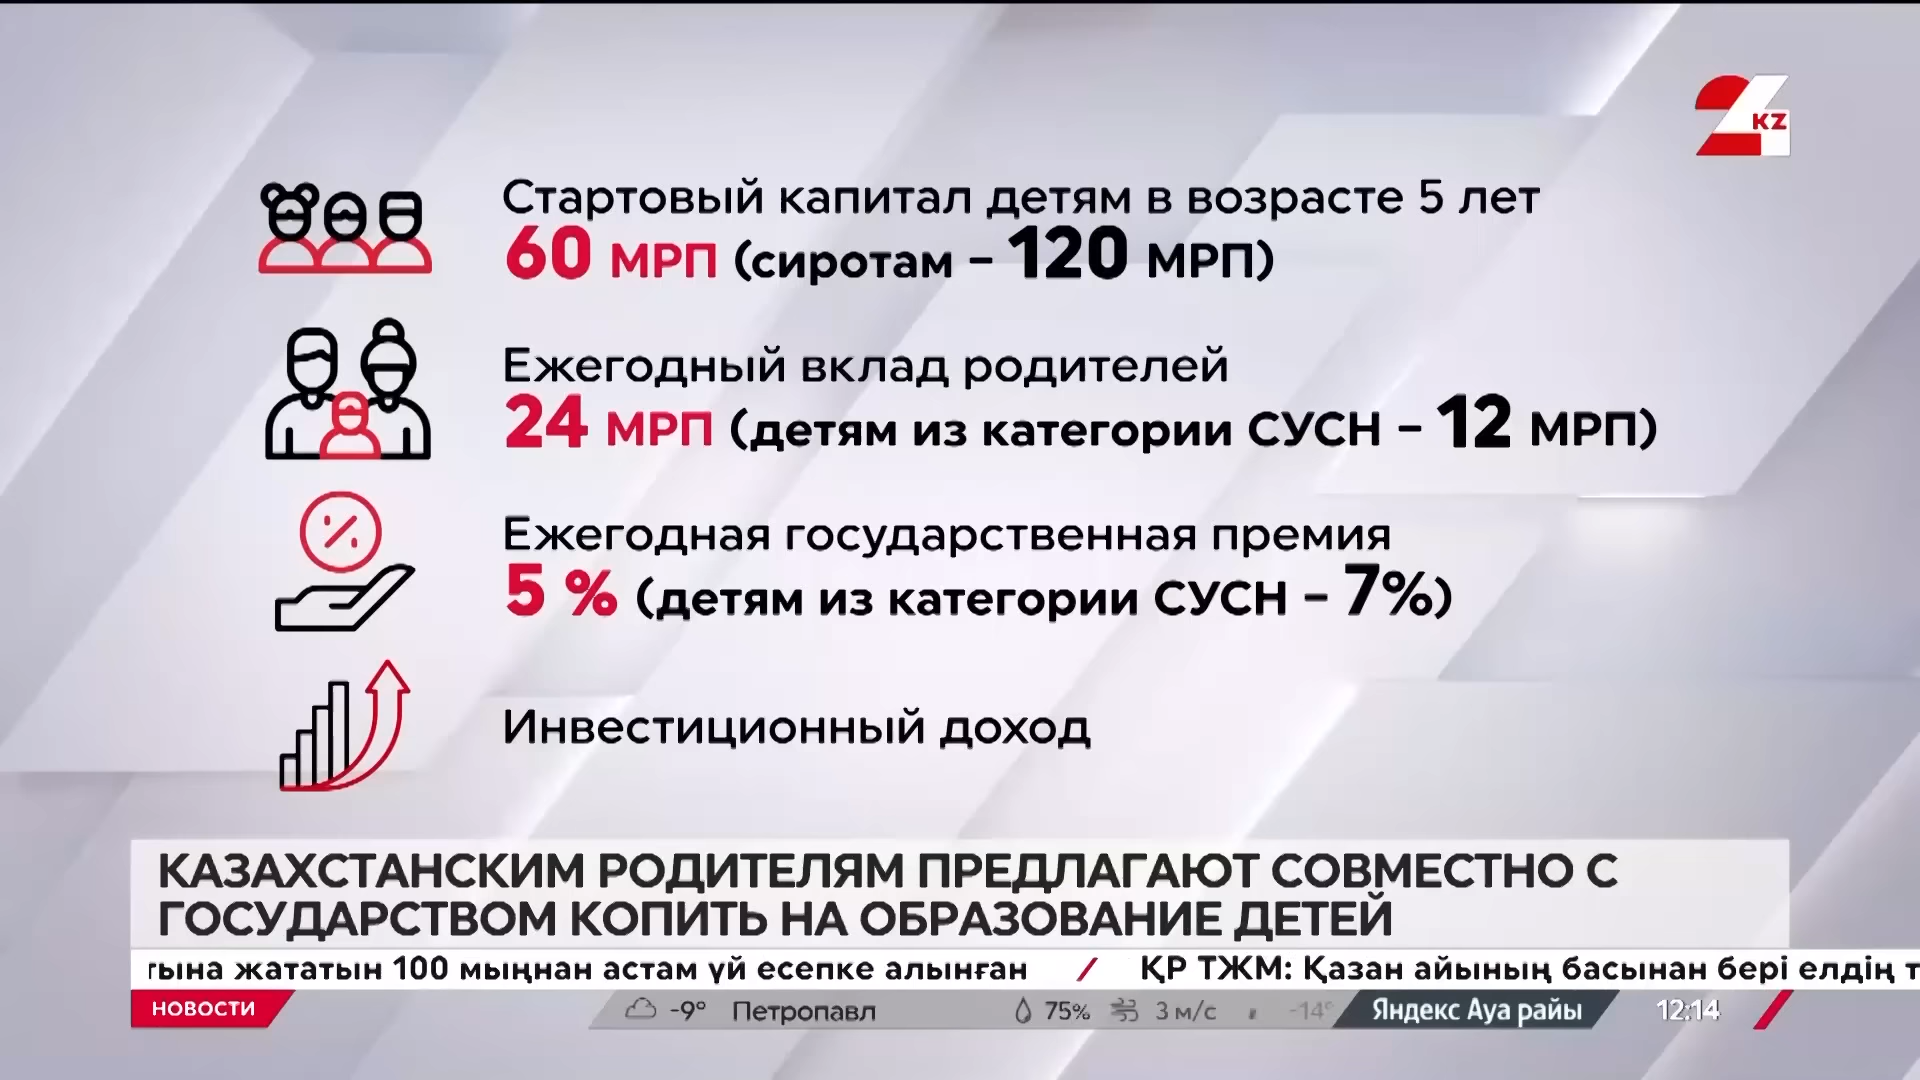 24 KZ
Стартовый капитал детям в возрасте 5 лет
60 МРП (сиротам – 120 МРП)
Ежегодный вклад родителей
24 МРП (детям из категории СУСН – 12 МРП)
Ежегодная государственная премия
5 % (детям из категории СУСН – 7%)
Инвестиционный доход
КАЗАХСТАНСКИМ РОДИТЕЛЯМ ПРЕДЛАГАЮТ СОВМЕСТНО С
ГОСУДАРСТВОМ КОПИТЬ НА ОБРАЗОВАНИЕ ДЕТЕЙ
жататын 100 мыңнан астам үй есепке алынған / ҚР ТЖМ: Қазан айының басынан бері елдің
НОВОСТИ -9° Петропавл 75% 3 м/с -14° Яндекс Ауа райы 12:14